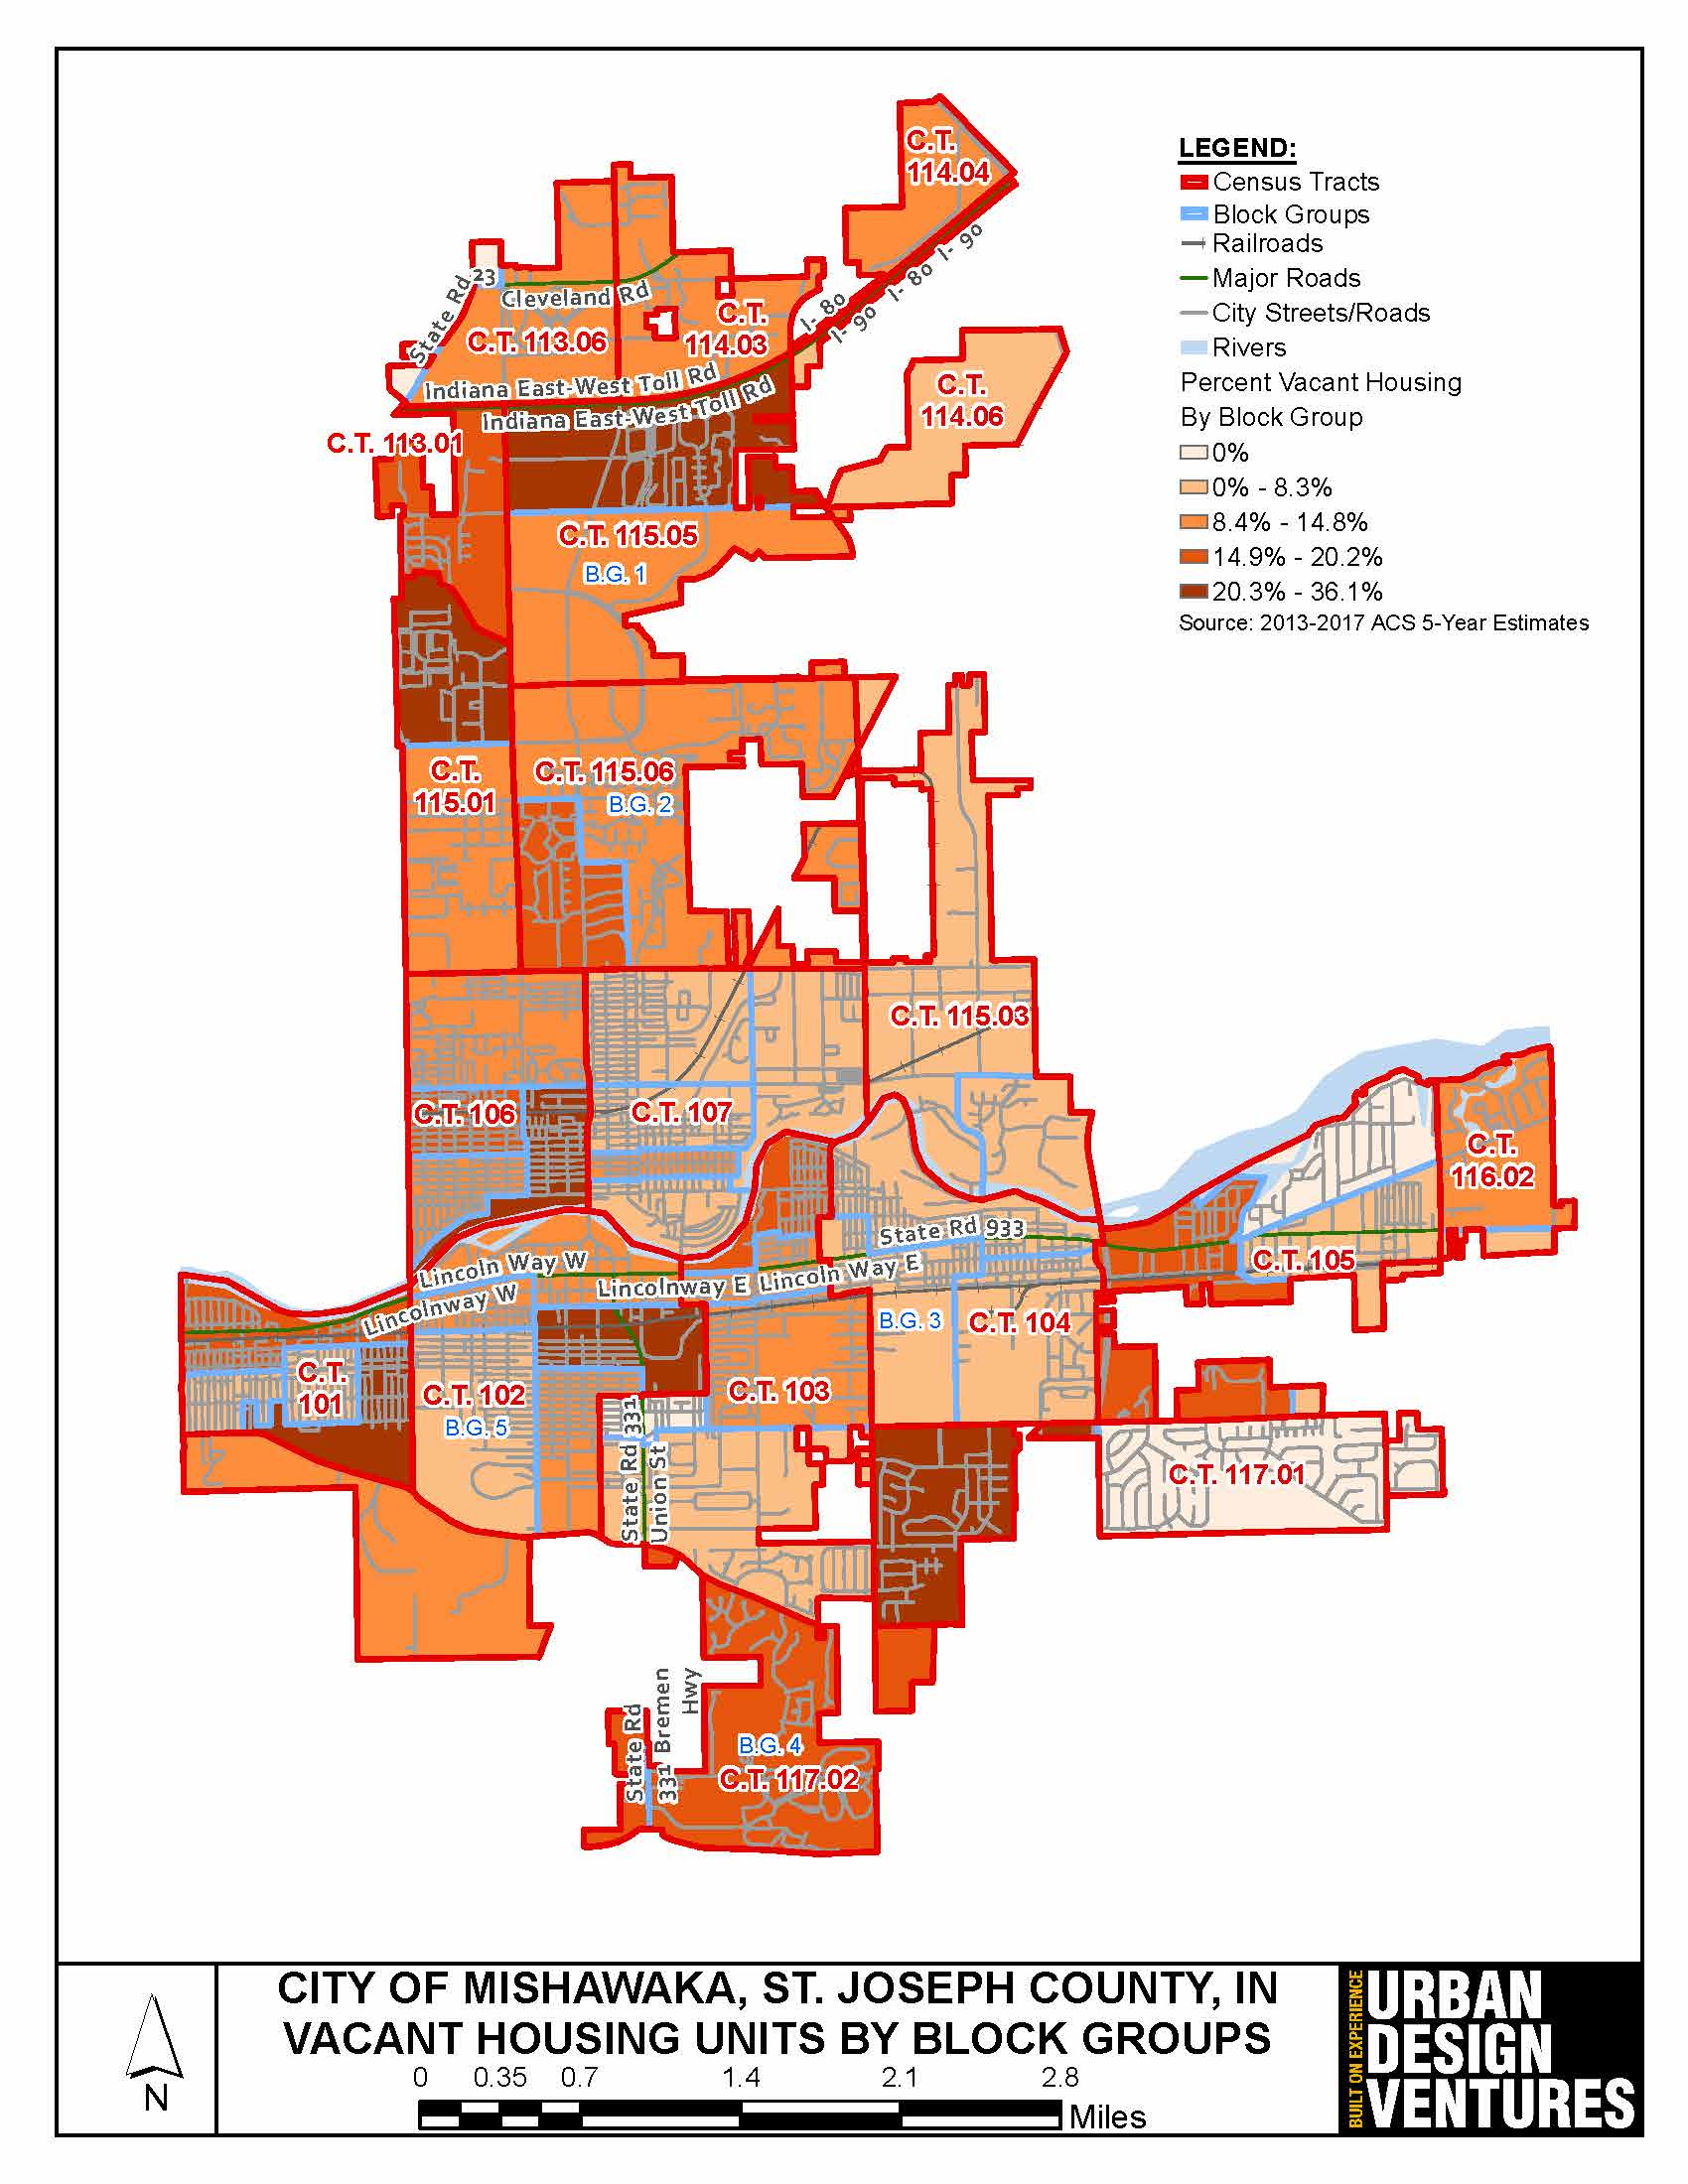 C.T.
114.04
I- 80 I- 90
I- 80
I- 90
State Rd 23
Cleveland Rd
C.T. 113.06
C.T.
114.03
Indiana East-West Toll Rd
Indiana East-West Toll Rd
C.T. 113.01
C.T.
114.06
C.T. 115.05
B.G. 1
C.T.
115.01
C.T. 115.06
B.G. 2
C.T. 115.03
C.T. 106
C.T. 107
C.T.
116.02
State Rd 933
C.T. 105
Lincoln Way W
Lincolnway W
Lincolnway E Lincoln Way E
B.G. 3
C.T. 104
C.T.
101
C.T. 102
B.G. 5
C.T. 103
State Rd 331
Union St
C.T. 117.01
State Rd
331 Bremen
Hwy
B.G. 4
C.T. 117.02
LEGEND:
Census Tracts
Block Groups
Railroads
Major Roads
City Streets/Roads
Rivers
Percent Vacant Housing
By Block Group
0%
0% - 8.3%
8.4% - 14.8%
14.9% - 20.2%
20.3% - 36.1%
Source: 2013-2017 ACS 5-Year Estimates
N
CITY OF MISHAWAKA, ST. JOSEPH COUNTY, IN
VACANT HOUSING UNITS BY BLOCK GROUPS
0 0.35 0.7 1.4 2.1 2.8
Miles
BUILT ON EXPERIENCE
URBAN
DESIGN
VENTURES